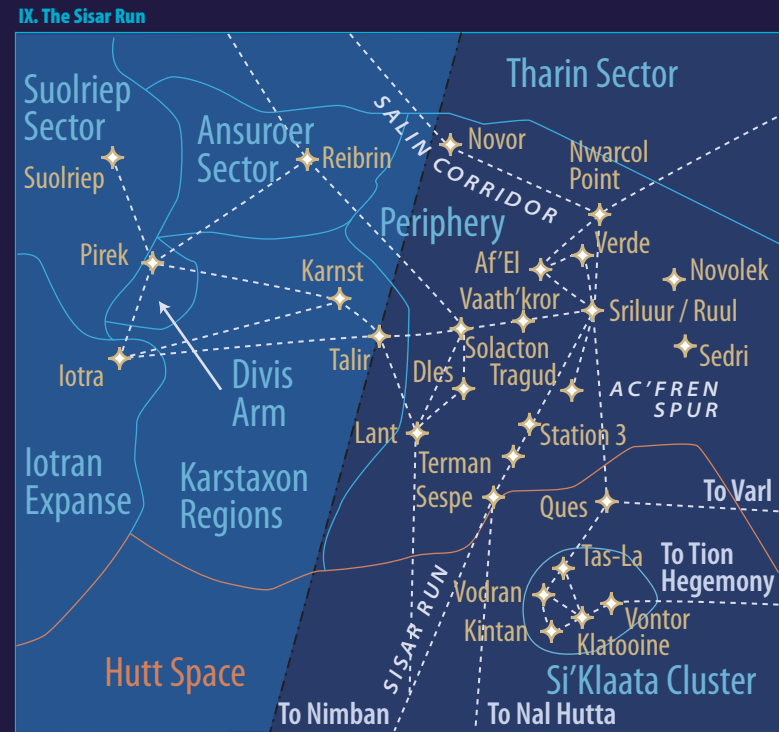 IX. The Sisar Run
Tharin Sector
Suolriep
Sector
SALIN CORRIDOR
Ansuroer
Sector
Novor
Nwarcol
Point
Suolriep
Reibrin
Periphery
Verde
Pirek
Af'El
Karnst
Novolek
Vaath'kror
Sriluur / Ruul
Talir
Solacton
Sedri
Iotra
Divis
Arm
Dles
Tragud
AC'FREN
SPUR
Lant
Station 3
Iotran
Expanse
Karstaxon
Regions
Terman
Sespe
Ques
To Varl
To Tion
Hegemony
Tas-La
SISAR RUN
Vodran
Vontor
Kintan
Klatooine
Hutt Space
Si'Klaata Cluster
To Nimban
To Nal Hutta